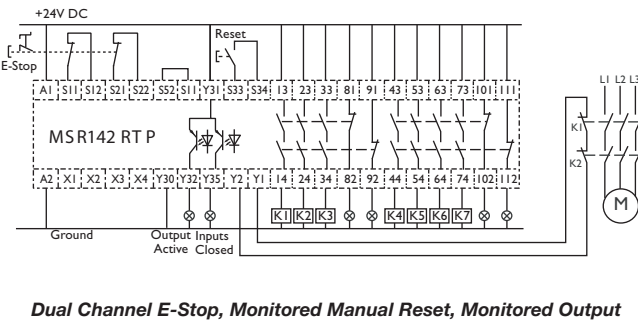 +24V DC
Reset
E-Stop
A1 S11 S12 S21 S22 S52 S11 Y31 S33 S34 13 23 33 81 91 43 53 63 73 101 111
L1 L2 L3
MSR142 RT P
K1
K2
A2 X1 X2 X3 X4 Y30 Y32 Y35 Y2 Y1 14 24 34 82 92 44 54 64 74 102 112
M
K1 K2 K3 K4 K5 K6 K7
Ground
Output Active
Inputs Closed
Dual Channel E-Stop, Monitored Manual Reset, Monitored Output